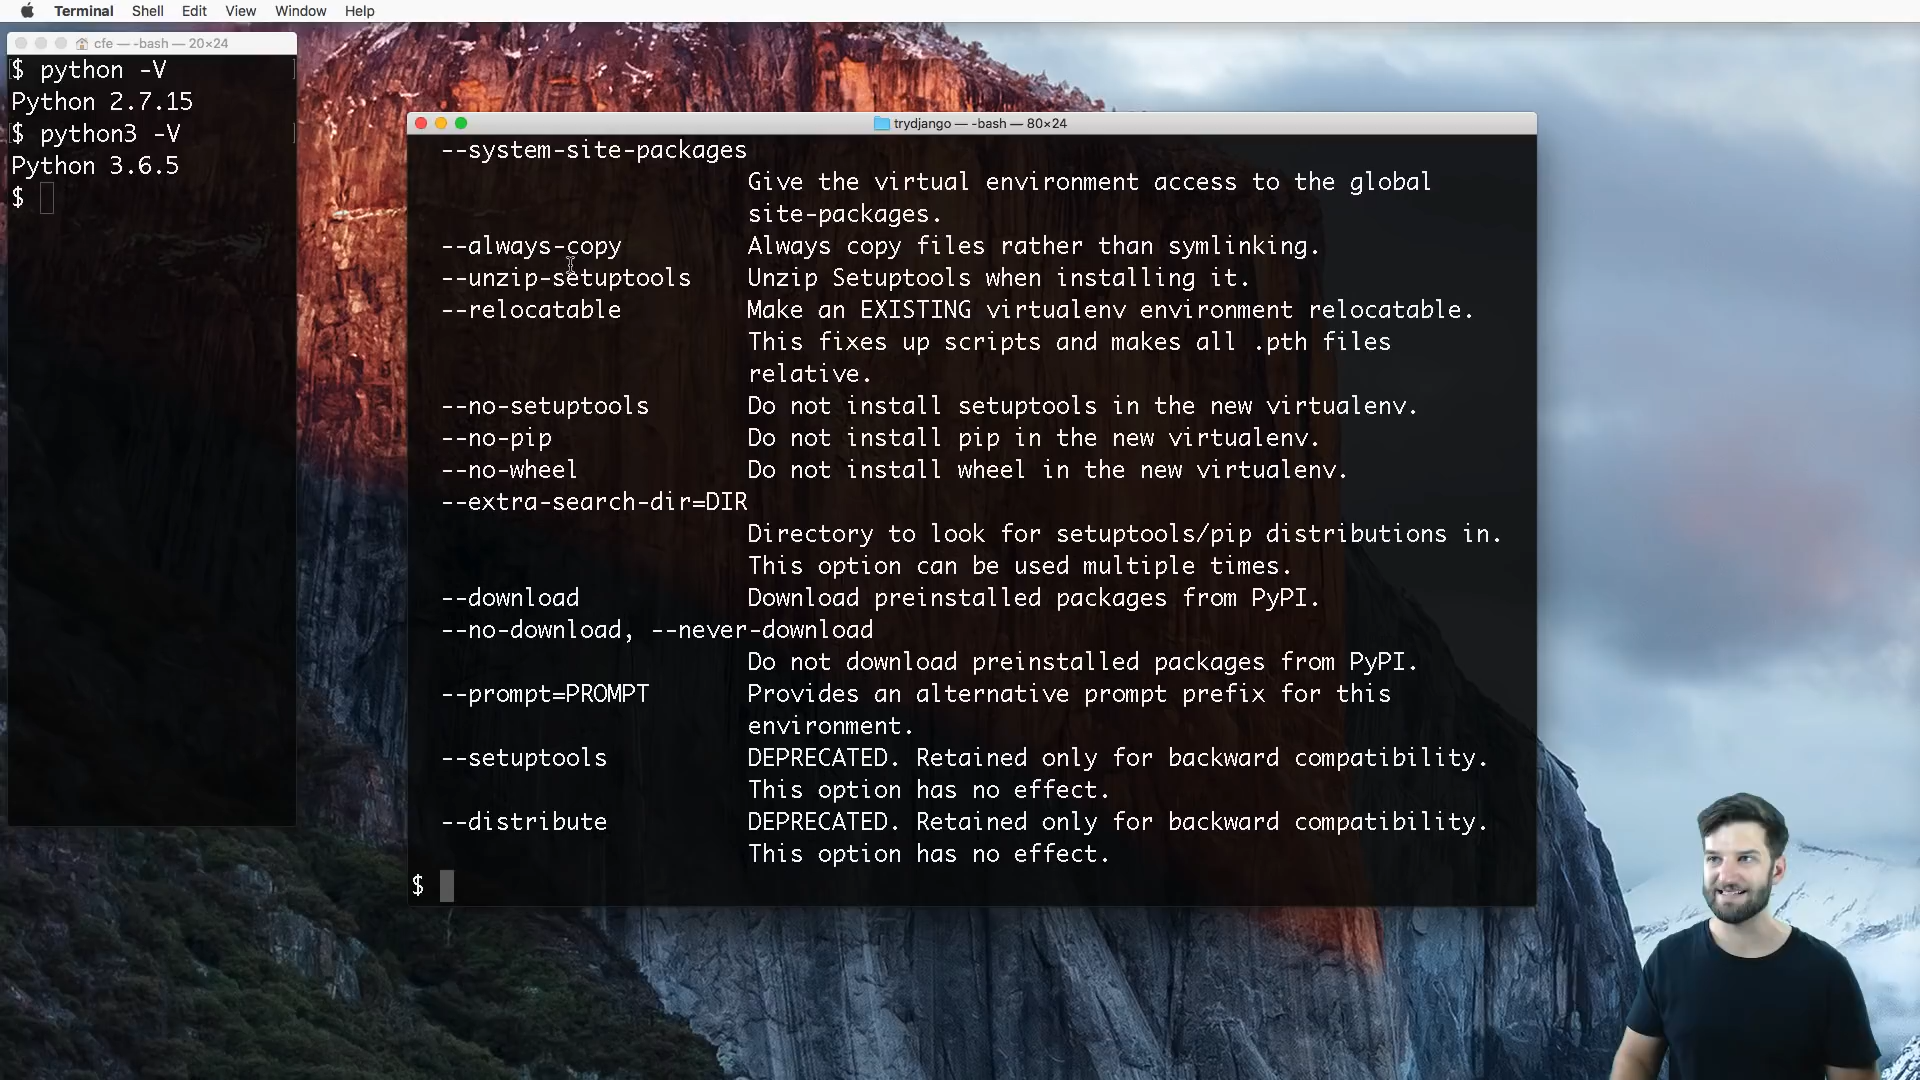 Terminal Shell Edit View Window Help
cfe — -bash — 20×24
$ python -V
Python 2.7.15
$ python3 -V
Python 3.6.5
$
trydjango — -bash — 80×24
--system-site-packages
Give the virtual environment access to the global
site-packages.
--always-copy Always copy files rather than symlinking.
--unzip-setuptools Unzip Setuptools when installing it.
--relocatable Make an EXISTING virtualenv environment relocatable.
This fixes up scripts and makes all .pth files
relative.
--no-setuptools Do not install setuptools in the new virtualenv.
--no-pip Do not install pip in the new virtualenv.
--no-wheel Do not install wheel in the new virtualenv.
--extra-search-dir=DIR
Directory to look for setuptools/pip distributions in.
This option can be used multiple times.
--download Download preinstalled packages from PyPI.
--no-download, --never-download
Do not download preinstalled packages from PyPI.
--prompt=PROMPT Provides an alternative prompt prefix for this
environment.
--setuptools DEPRECATED. Retained only for backward compatibility.
This option has no effect.
--distribute DEPRECATED. Retained only for backward compatibility.
This option has no effect.
$